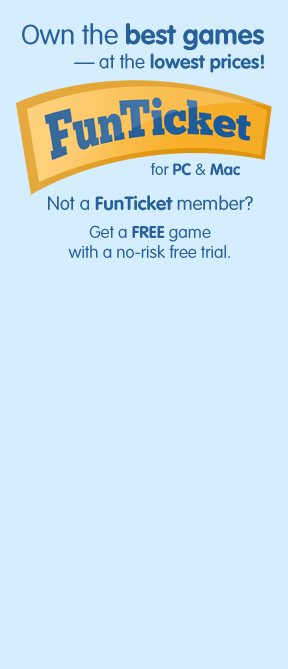 Own the best games
— at the lowest prices!
FunTicket
for PC & Mac
Not a FunTicket member?
Get a FREE game
with a no-risk free trial.